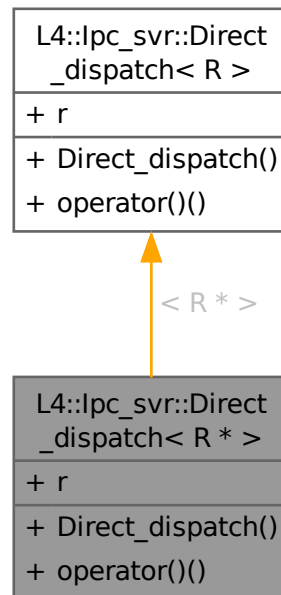 L4::Ipc_svr::Direct
_dispatch< R >
+ r
+ Direct_dispatch()
+ operator()()
< R * >
L4::Ipc_svr::Direct
_dispatch< R * >
+ r
+ Direct_dispatch()
+ operator()()